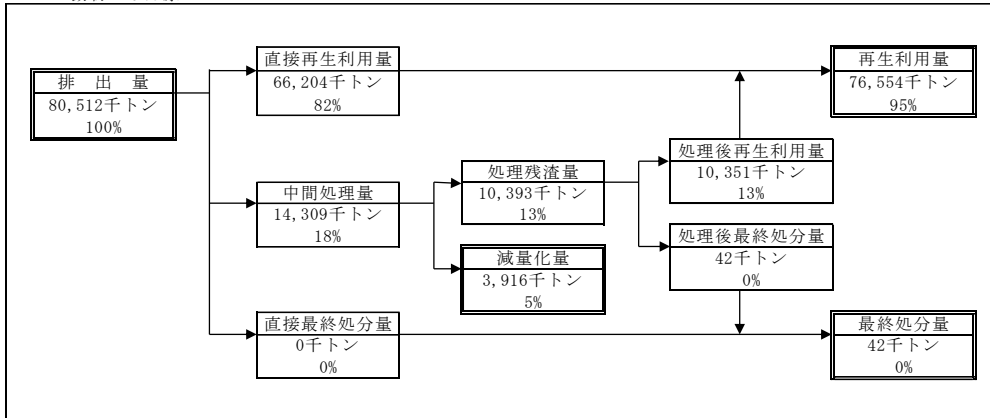 排出量
80,512千トン
100%
直接再生利用量
66,204千トン
82%
再生利用量
76,554千トン
95%
中間処理量
14,309千トン
18%
処理残渣量
10,393千トン
13%
処理後再生利用量
10,351千トン
13%
減量化量
3,916千トン
5%
処理後最終処分量
42千トン
0%
直接最終処分量
0千トン
0%
最終処分量
42千トン
0%